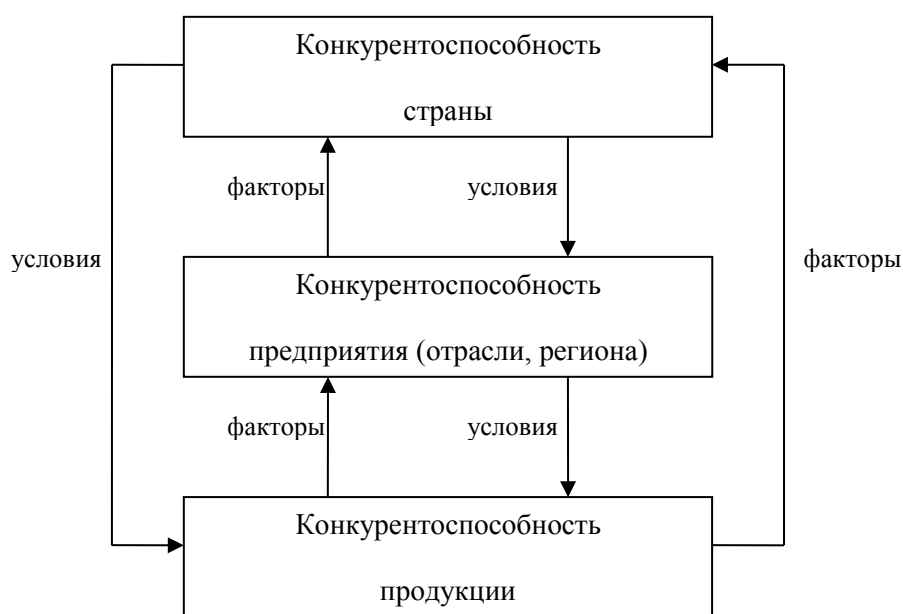 Конкурентоспособность
страны
факторы
условия
условия
факторы
Конкурентоспособность
предприятия (отрасли, региона)
факторы
условия
Конкурентоспособность
продукции